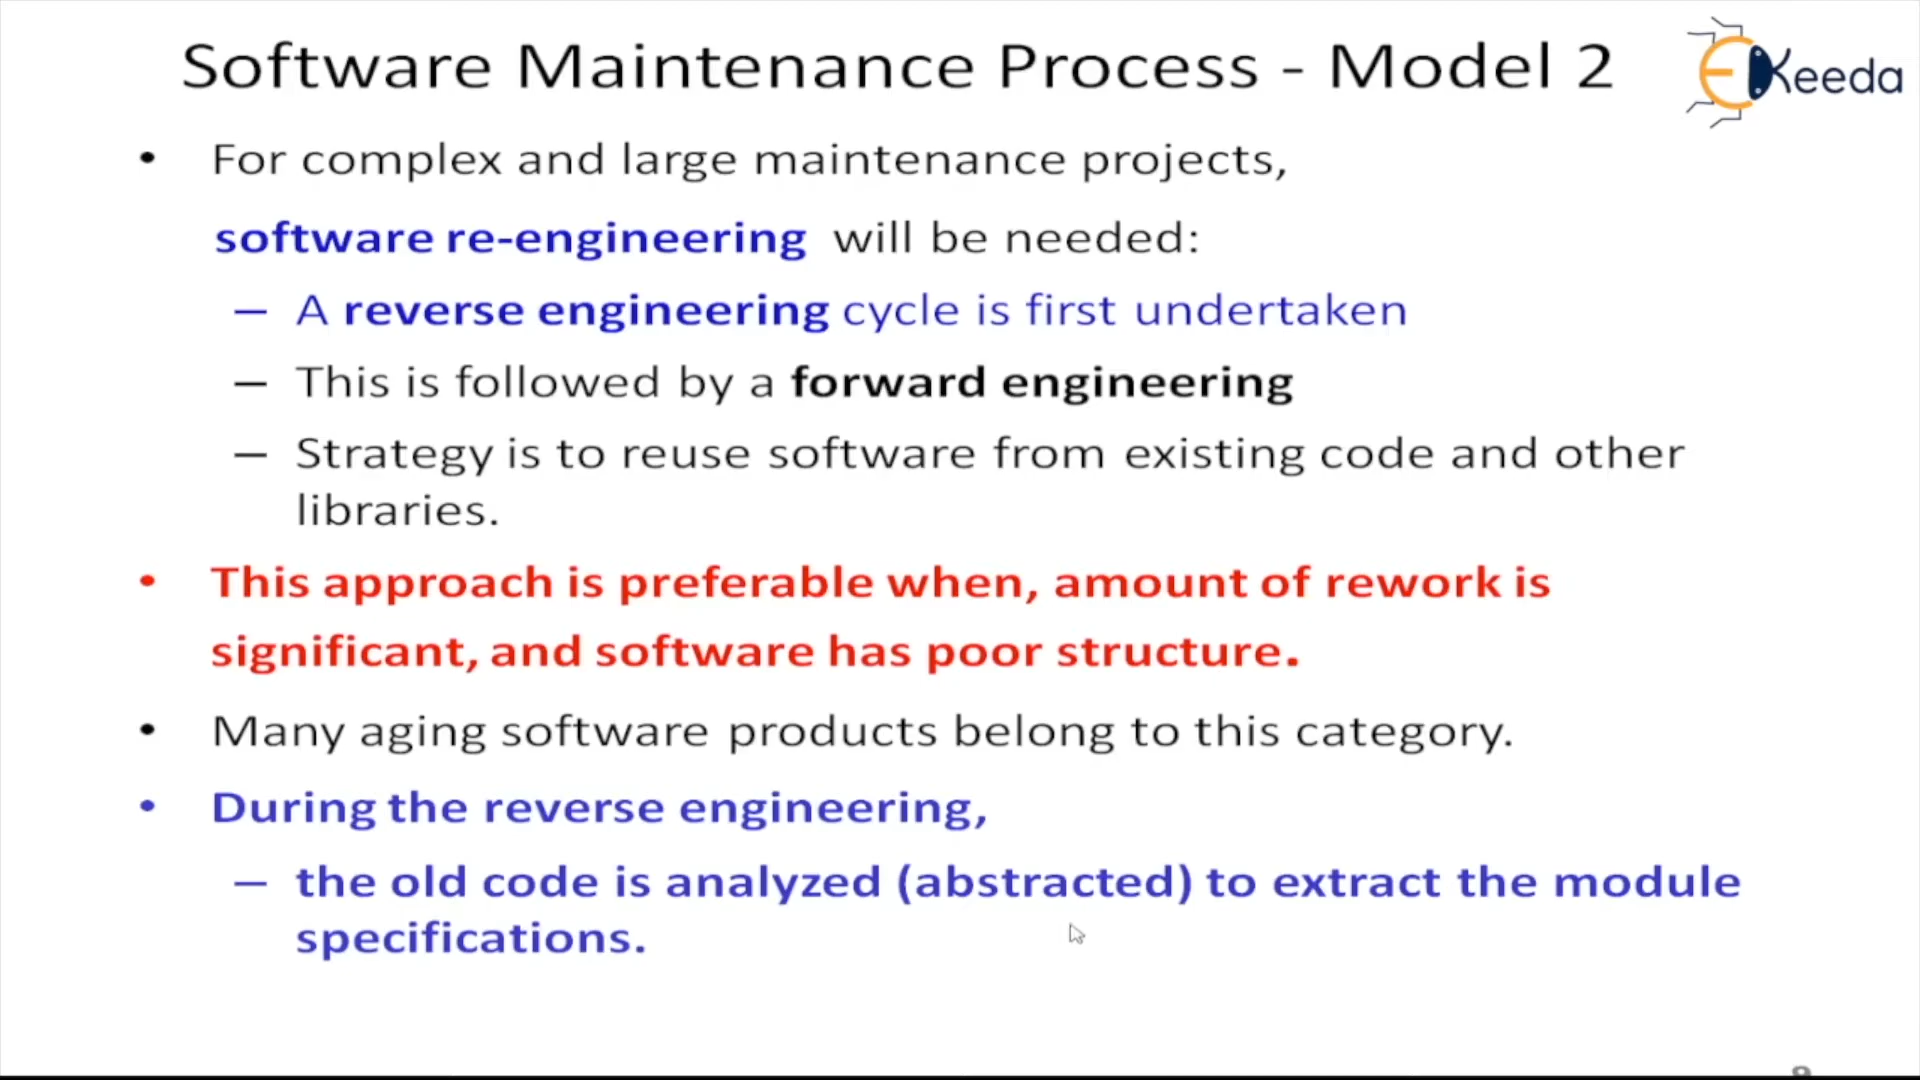 Software Maintenance Process - Model 2
EKeeda
• For complex and large maintenance projects,
software re-engineering will be needed:
– A reverse engineering cycle is first undertaken
– This is followed by a forward engineering
– Strategy is to reuse software from existing code and other
libraries.
• This approach is preferable when, amount of rework is
significant, and software has poor structure.
• Many aging software products belong to this category.
• During the reverse engineering,
– the old code is analyzed (abstracted) to extract the module
specifications.